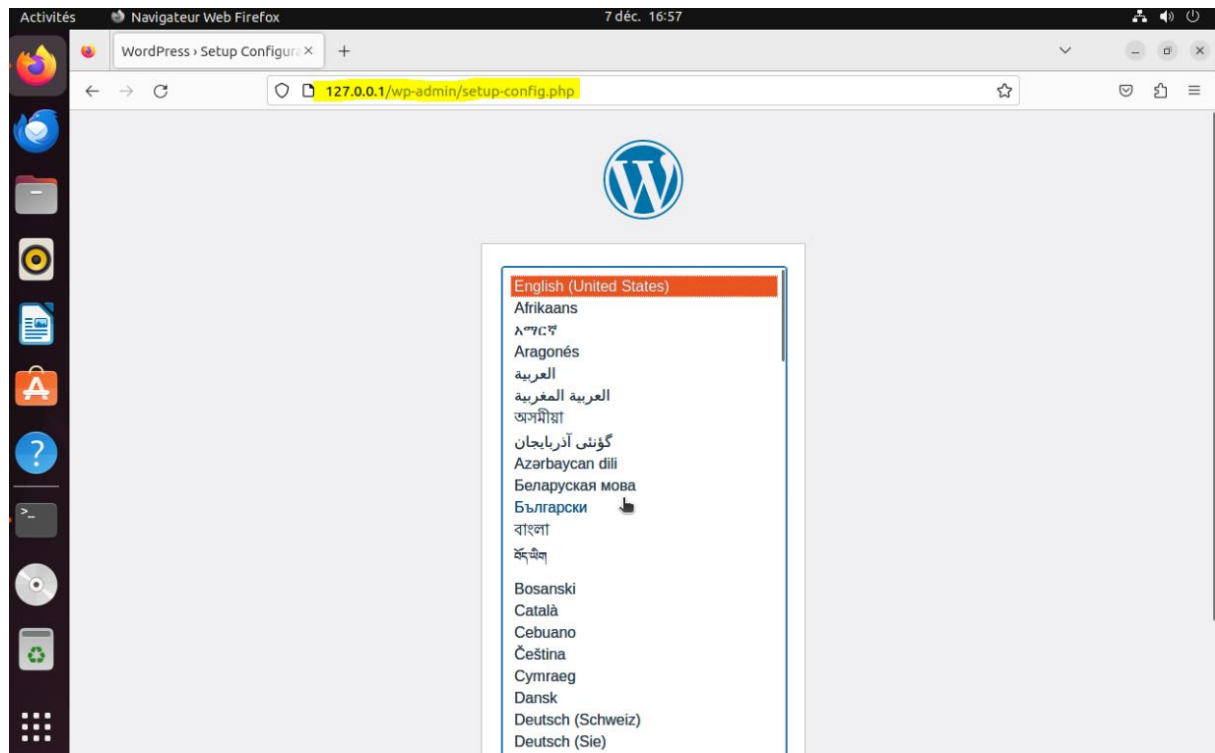 Activités Navigateur Web Firefox 7 déc. 16:57
WordPress › Setup Configura
127.0.0.1/wp-admin/setup-config.php
English (United States)
Afrikaans
አማርኛ
Aragonés
العربية
العربية المغربية
অসমীয়া
گؤنئی آذربایجان
Azərbaycan dili
Беларуская мова
Български
বাংলা
བོད་ཡིག
Bosanski
Català
Cebuano
Čeština
Cymraeg
Dansk
Deutsch (Schweiz)
Deutsch (Sie)